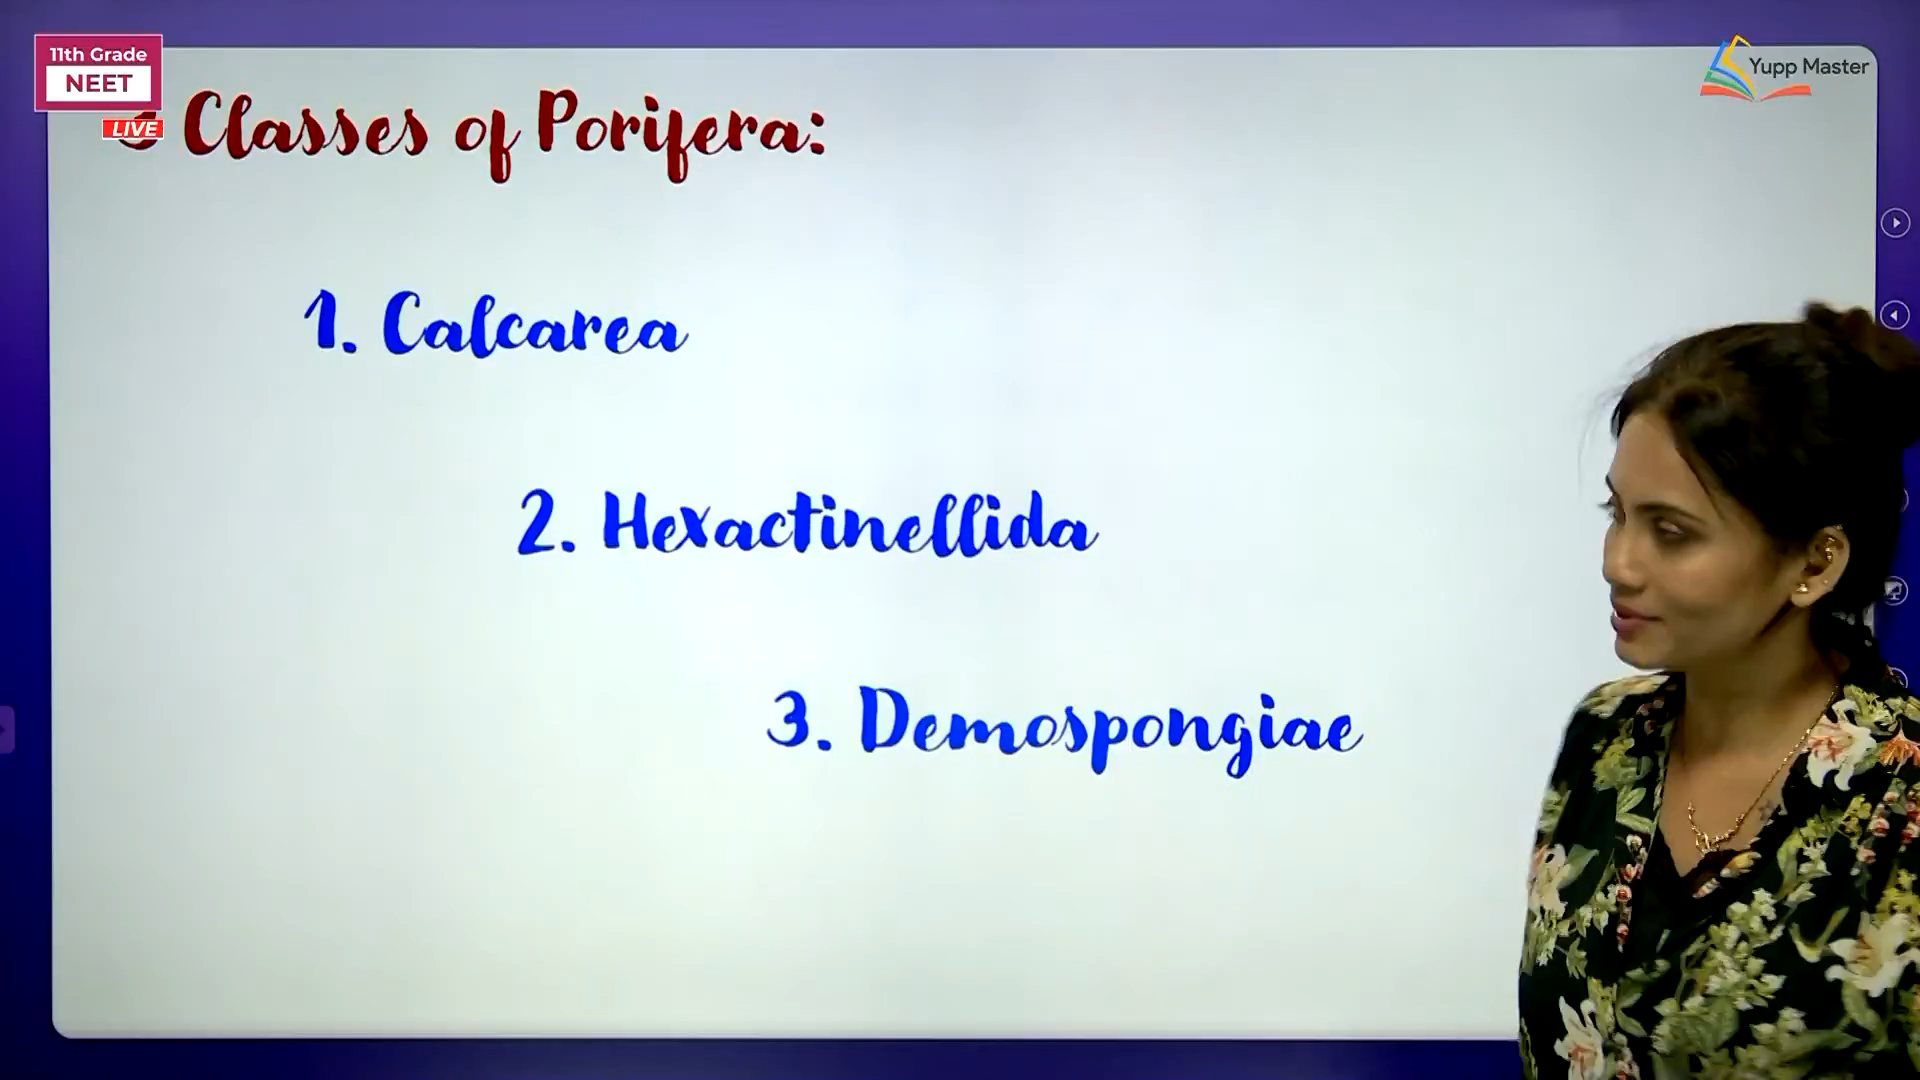 11th Grade
NEET
LIVE
Yupp Master
Classes of Porifera:
1. Calcarea
2. Hexactinellida
3. Demospongiae